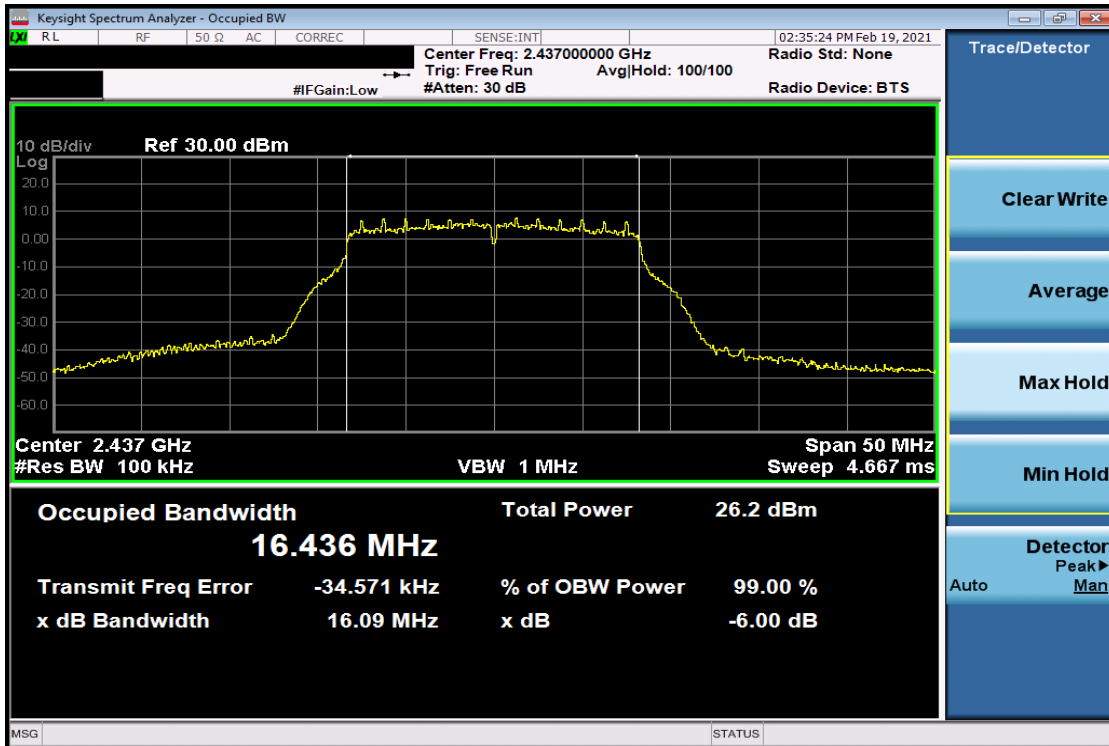 Keysight Spectrum Analyzer - Occupied BW
LXI RL RF 50 Ω AC CORREC SENSE:INT 02:35:24 PM Feb 19, 2021
Center Freq: 2.437000000 GHz Radio Std: None
Trig: Free Run Avg|Hold: 100/100
#IFGain:Low #Atten: 30 dB Radio Device: BTS
10 dB/div Ref 30.00 dBm
Log
20.0
10.0
0.00
-10.0
-20.0
-30.0
-40.0
-50.0
-60.0
Center 2.437 GHz Span 50 MHz
#Res BW 100 kHz VBW 1 MHz Sweep 4.667 ms
Occupied Bandwidth Total Power 26.2 dBm
16.436 MHz
Transmit Freq Error -34.571 kHz % of OBW Power 99.00 %
x dB Bandwidth 16.09 MHz x dB -6.00 dB
MSG STATUS
Trace/Detector
Clear Write
Average
Max Hold
Min Hold
Detector
Peak▶
Auto Man